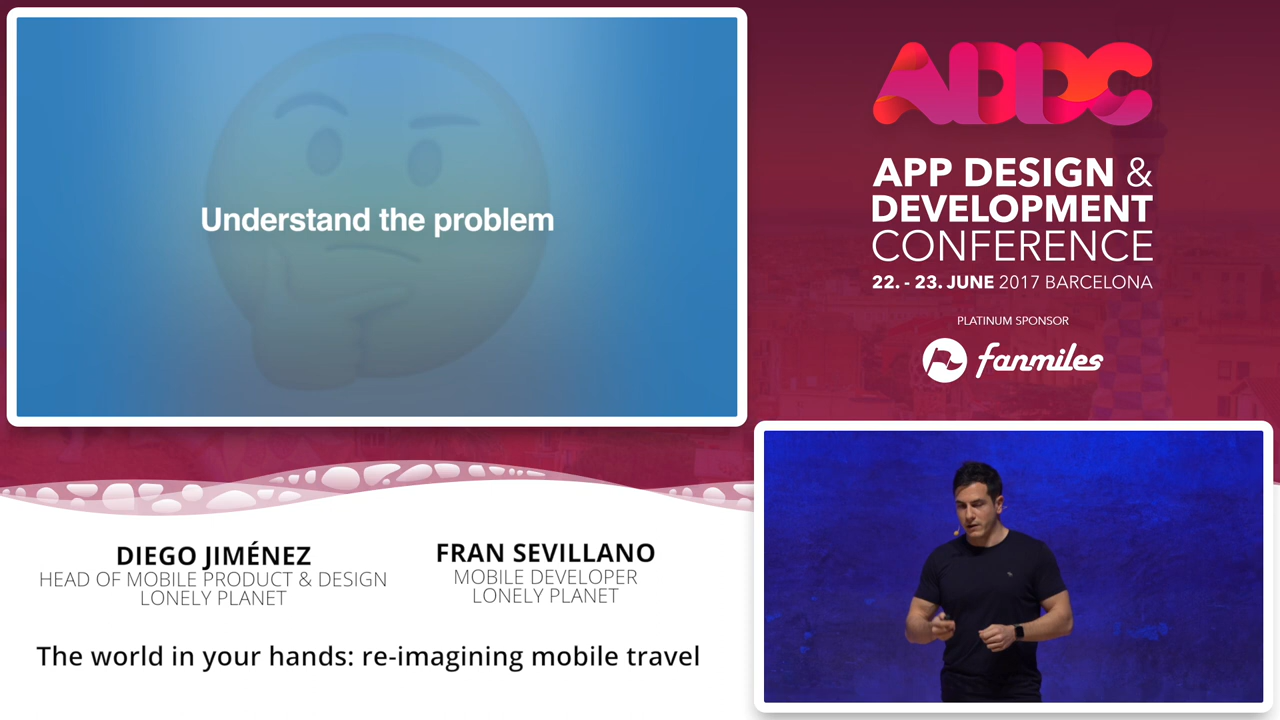 Understand the problem
ADDC
APP DESIGN &
DEVELOPMENT
CONFERENCE
22. - 23. JUNE 2017 BARCELONA
PLATINUM SPONSOR
fanmiles
DIEGO JIMÉNEZ
HEAD OF MOBILE PRODUCT & DESIGN
LONELY PLANET
FRAN SEVILLANO
MOBILE DEVELOPER
LONELY PLANET
The world in your hands: re-imagining mobile travel